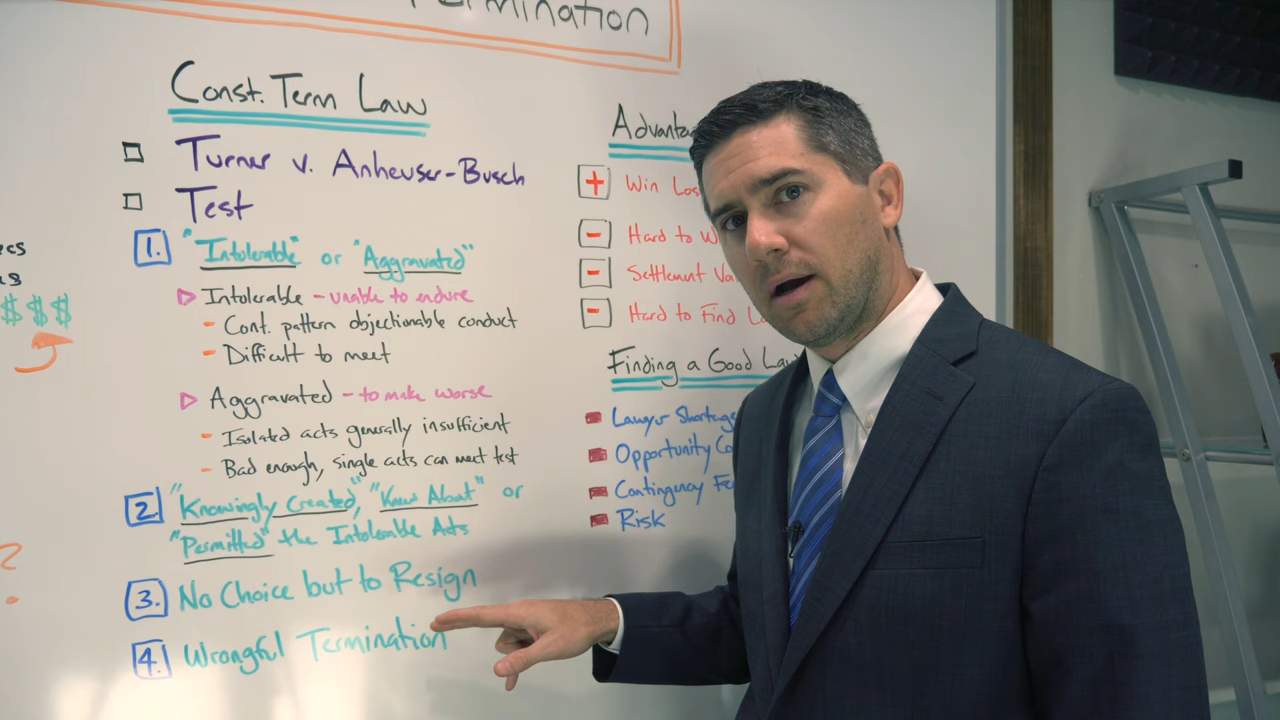 Termination
Const. Term Law
Turner v. Anheuser-Busch
Test
1. "Intolerable" or "Aggravated"
Intolerable - unable to endure
- Cont. pattern objectionable conduct
- Difficult to meet
Aggravated - to make worse
- Isolated acts generally insufficient
- Bad enough, single acts can meet test
2. "Knowingly Created", "Know About" or
"Permitted" the Intolerable Acts
3. No Choice but to Resign
4. Wrongful Termination
$$$
?
+ Win
- Hard to
- Settlement
- Hard to Find
Finding a Good
Lawyer Shortage
Opportunity
Contingency
Risk